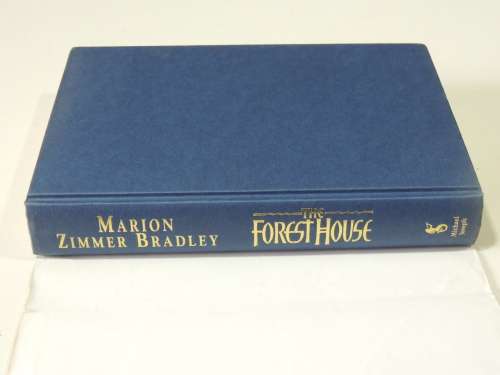 MARION
ZIMMER BRADLEY
THE
FOREST HOUSE
Michael
Joseph